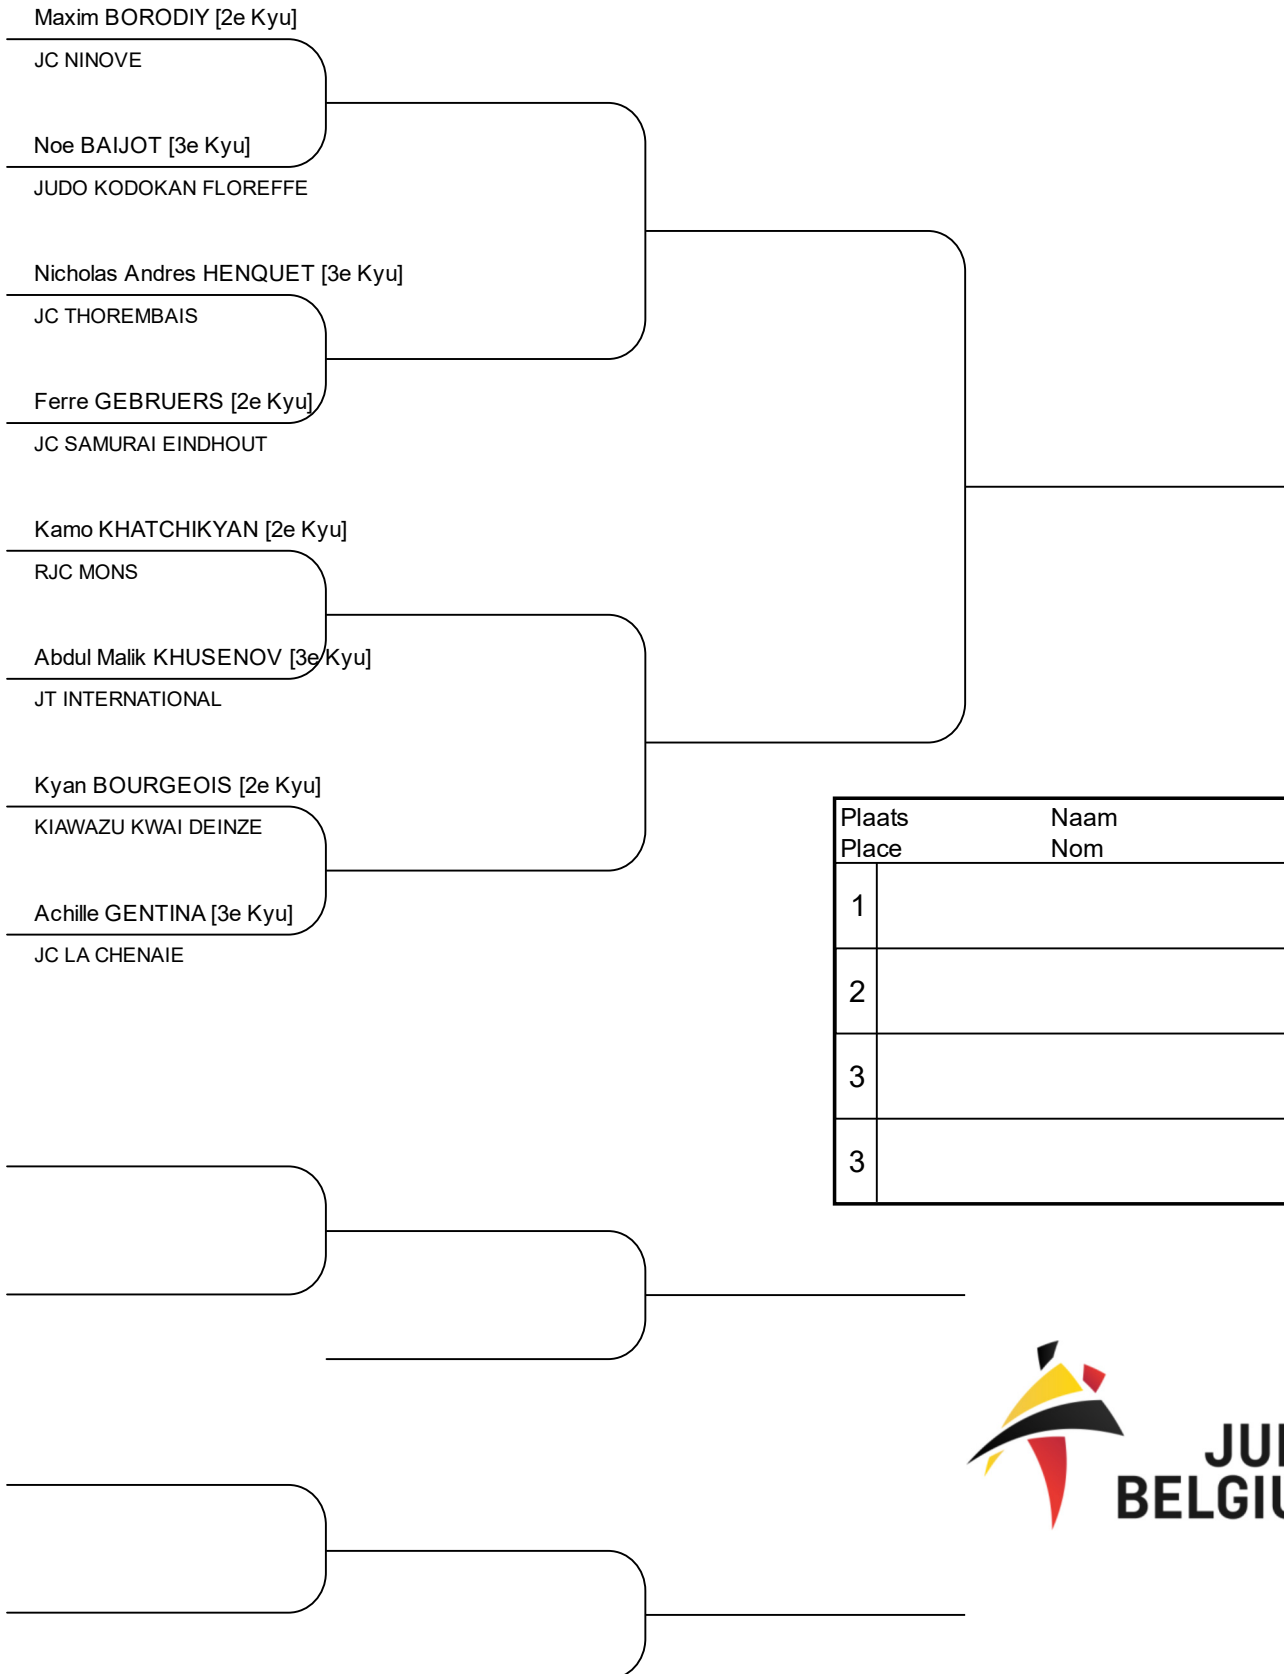 Maxim BORODIY [2e Kyu]
JC NINOVE
Noe BAIJOT [3e Kyu]
JUDO KODOKAN FLOREFFE
Nicholas Andres HENQUET [3e Kyu]
JC THOREMBAIS
Ferre GEBRUERS [2e Kyu]
JC SAMURAI EINDHOUT
Kamo KHATCHIKYAN [2e Kyu]
RJC MONS
Abdul Malik KHUSENOV [3e Kyu]
JT INTERNATIONAL
Kyan BOURGEOIS [2e Kyu]
KIAWAZU KWAI DEINZE
Achille GENTINA [3e Kyu]
JC LA CHENAIE
Plaats Naam
Place Nom
1
2
3
3